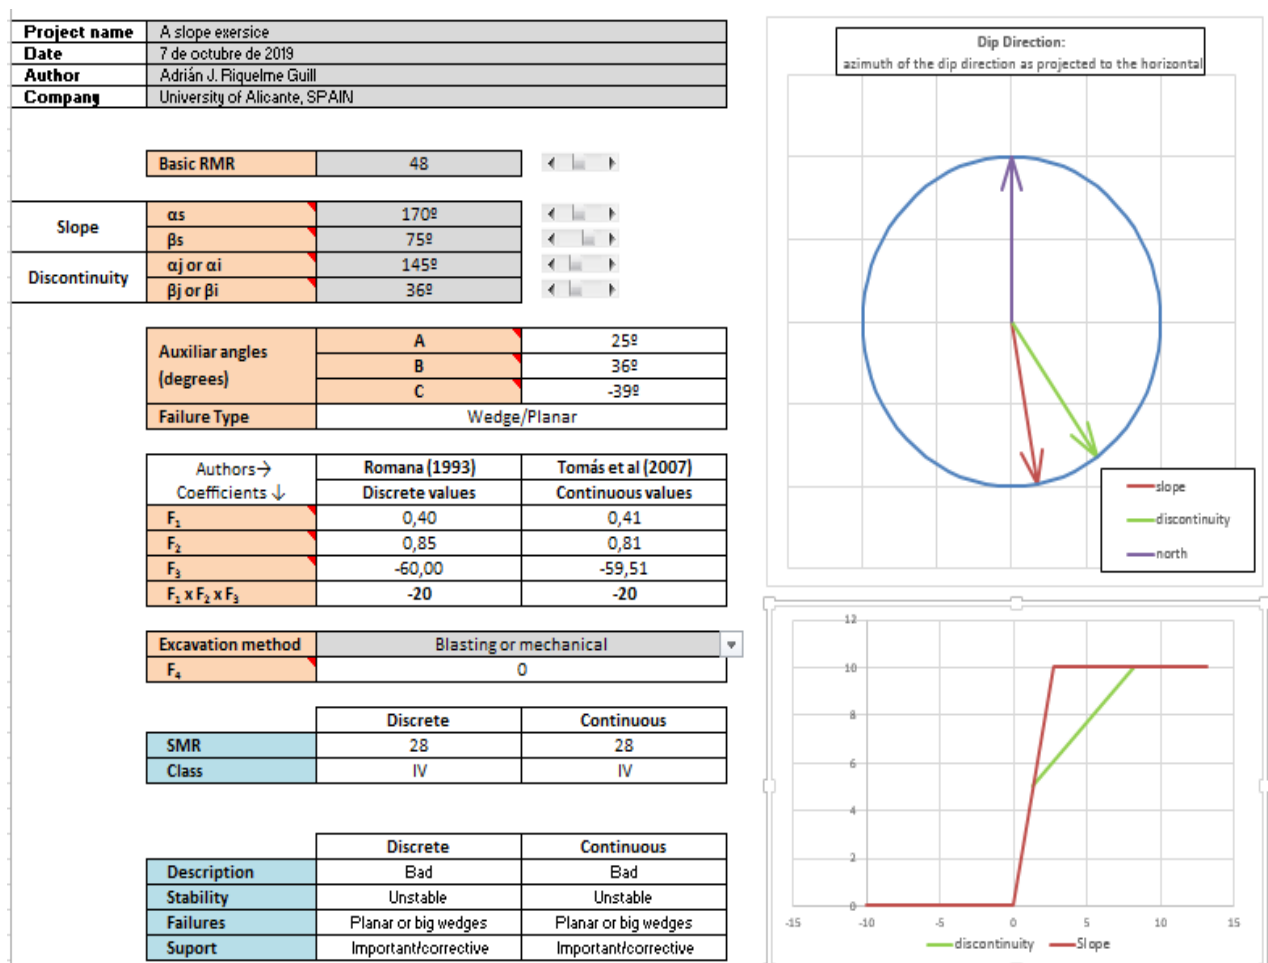 Project name A slope exersice
Date 7 de octubre de 2019
Author Adrián J. Riquelme Guill
Company University of Alicante, SPAIN
Basic RMR 48
Slope
αs 170º
βs 75º
Discontinuity
αj or αi 145º
βj or βi 36º
Auxiliar angles
(degrees)
A 25º
B 36º
C -39º
Failure Type Wedge/Planar
Authors→ Romana (1993) Tomás et al (2007)
Coefficients ↓ Discrete values Continuous values
F₁ 0,40 0,41
F₂ 0,85 0,81
F₃ -60,00 -59,51
F₁ x F₂ x F₃ -20 -20
Excavation method Blasting or mechanical
F₄ 0
Discrete Continuous
SMR 28 28
Class IV IV
Discrete Continuous
Description Bad Bad
Stability Unstable Unstable
Failures Planar or big wedges Planar or big wedges
Suport Important/corrective Important/corrective
Dip Direction:
azimuth of the dip direction as projected to the horizontal
slope
discontinuity
north
12
10
8
6
4
2
0
-15 -10 -5 0 5 10 15
discontinuity Slope